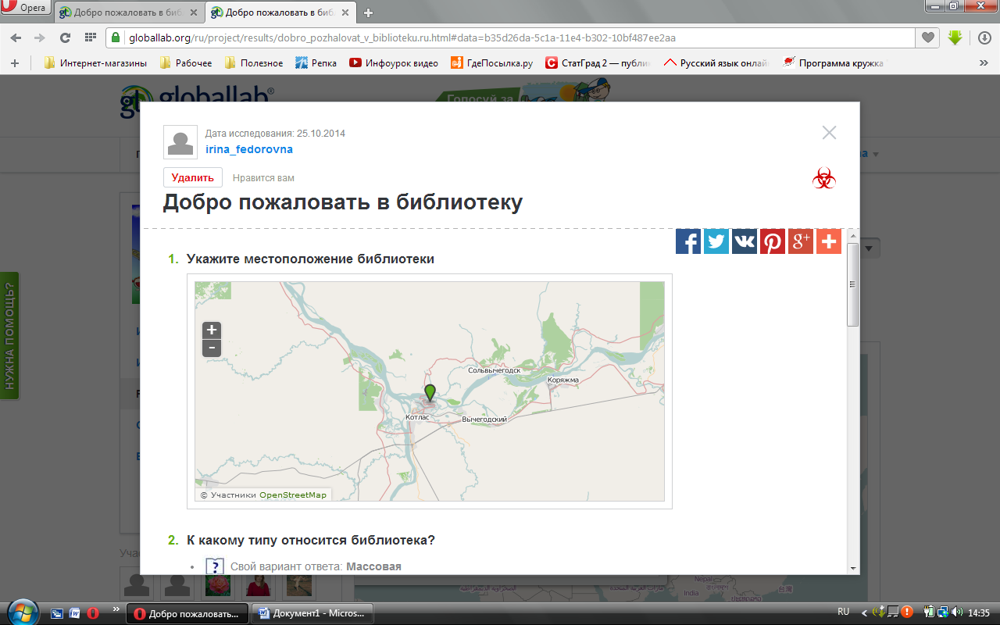 Opera
Добро пожаловать в биб
Добро пожаловать в биб
globallab.org/ru/project/results/dobro_pozhalovat_v_biblioteku.ru.html#data=b35d26da-5c1a-11e4-b302-10bf487ee2aa
Интернет-магазины
Рабочее
Полезное
Репка
Инфоурок видео
ГдеПосылка.ру
СтатГрад 2 — публи
Русский язык онлай
Программа кружка
globallab®
Голосуй за
Дата исследования: 25.10.2014
irina_fedorovna
Удалить
Нравится вам
Добро пожаловать в библиотеку
НУЖНА ПОМОЩЬ?
1. Укажите местоположение библиотеки
+
-
Сольвычегодск
Коряжма
Котлас
Вычегодский
© Участники OpenStreetMap
2. К какому типу относится библиотека?
• Свой вариант ответа: Массовая
Nepal
India
Добро пожаловать...
Документ1 - Micros...
RU
14:35